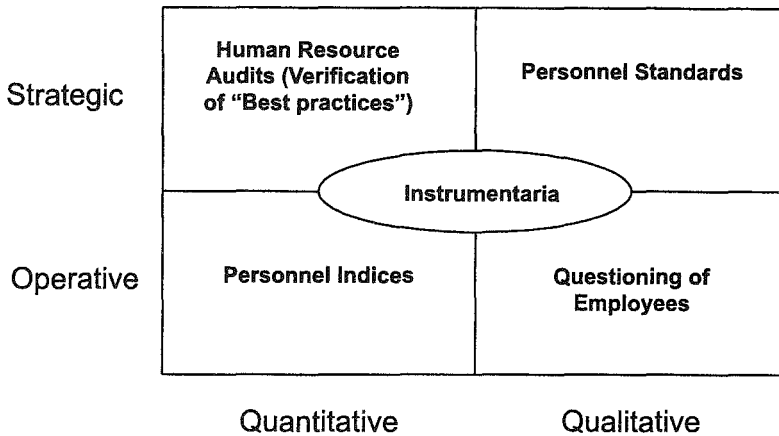 Human Resource
Audits (Verification
of “Best practices”)
Personnel Standards
Strategic
Instrumentaria
Operative
Personnel Indices
Questioning of
Employees
Quantitative
Qualitative